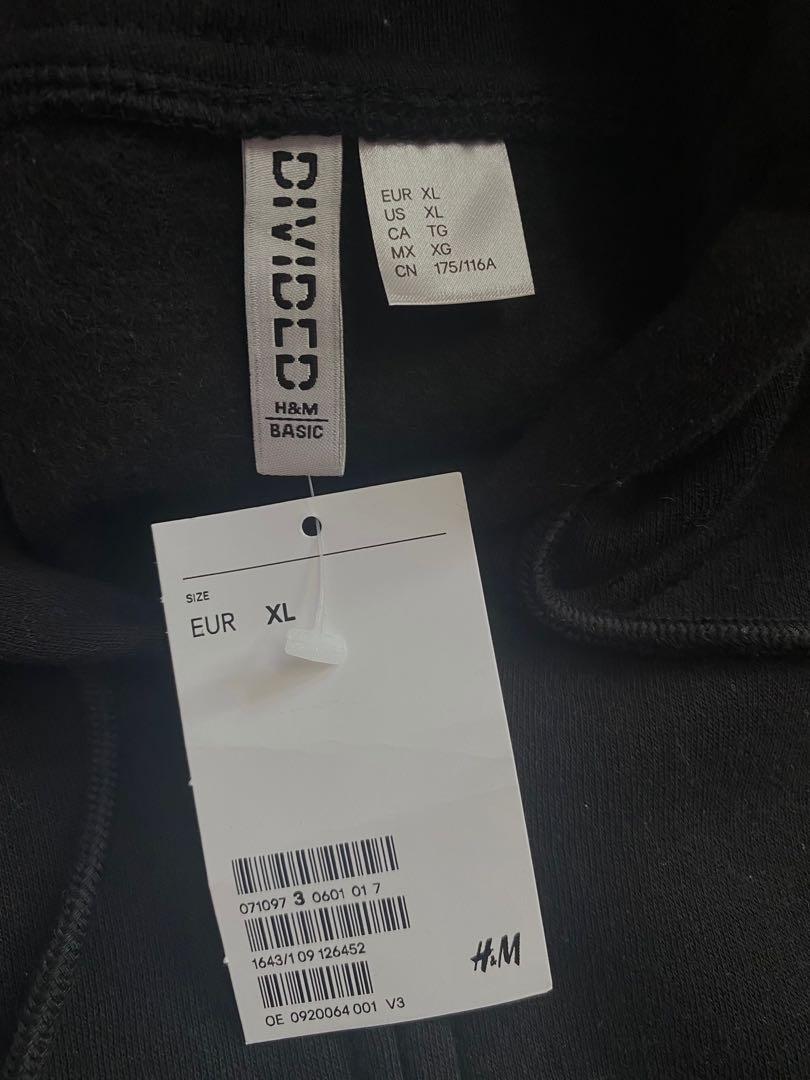 DIVIDED
H&M
BASIC
EUR XL
US XL
CA TG
MX XG
CN 175/116A
SIZE
EUR XL
071097 3 0601 01 7
1643/1 09 126452
OE 0920064 001 V3
H&M